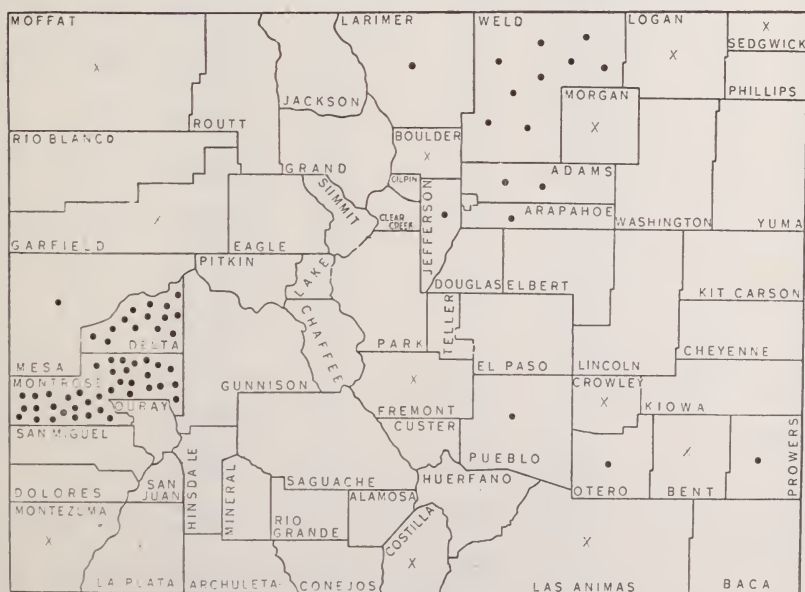 MOFFAT
LARIMER
WELD
LOGAN
X
SEDGWICK
X
X
JACKSON
MORGAN
PHILLIPS
ROUTT
X
RIO BLANCO
BOULDER
X
GRAND
GILPIN
ADAMS
SUMMIT
JEFFERSON
CLEAR
CREEK
ARAPAHOE
WASHINGTON
YUMA
GARFIELD
EAGLE
PITKIN
LAKE
DOUGLAS
ELBERT
KIT CARSON
CHAFFEE
TELLER
PARK
DELTA
MESA
EL PASO
LINCOLN
CHEYENNE
MONTROSE
GUNNISON
X
CROWLEY
X
OURAY
FREMONT
KIOWA
CUSTER
SAN MIGUEL
PUEBLO
PROWERS
HINSDALE
X
MINERAL
SAGUACHE
HUERFANO
DOLORES
SAN
JUAN
ALAMOSA
OTERO
BENT
MONTEZUMA
RIO
GRANDE
COSTILLA
X
X
X
LA PLATA
ARCHULETA
CONEJOS
LAS ANIMAS
BACA